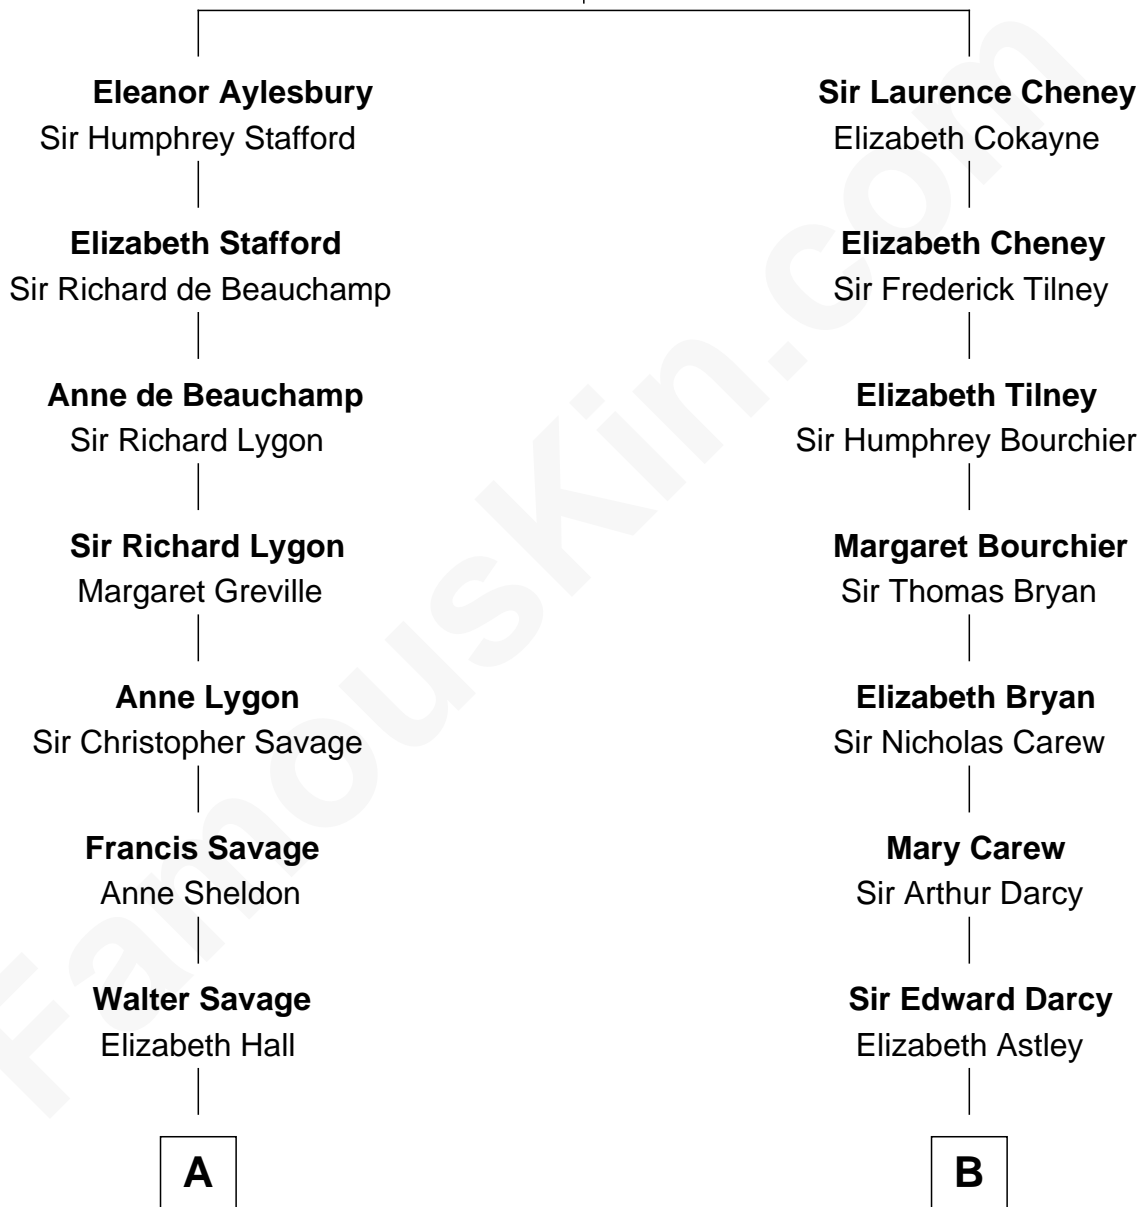 Eleanor Aylesbury
Sir Humphrey Stafford
Elizabeth Stafford
Sir Richard de Beauchamp
Anne de Beauchamp
Sir Richard Lygon
Sir Richard Lygon
Margaret Greville
Anne Lygon
Sir Christopher Savage
Francis Savage
Anne Sheldon
Walter Savage
Elizabeth Hall
A
Sir Laurence Cheney
Elizabeth Cokayne
Elizabeth Cheney
Sir Frederick Tilney
Elizabeth Tilney
Sir Humphrey Bourchier
Margaret Bourchier
Sir Thomas Bryan
Elizabeth Bryan
Sir Nicholas Carew
Mary Carew
Sir Arthur Darcy
Sir Edward Darcy
Elizabeth Astley
B
FamousKin.com